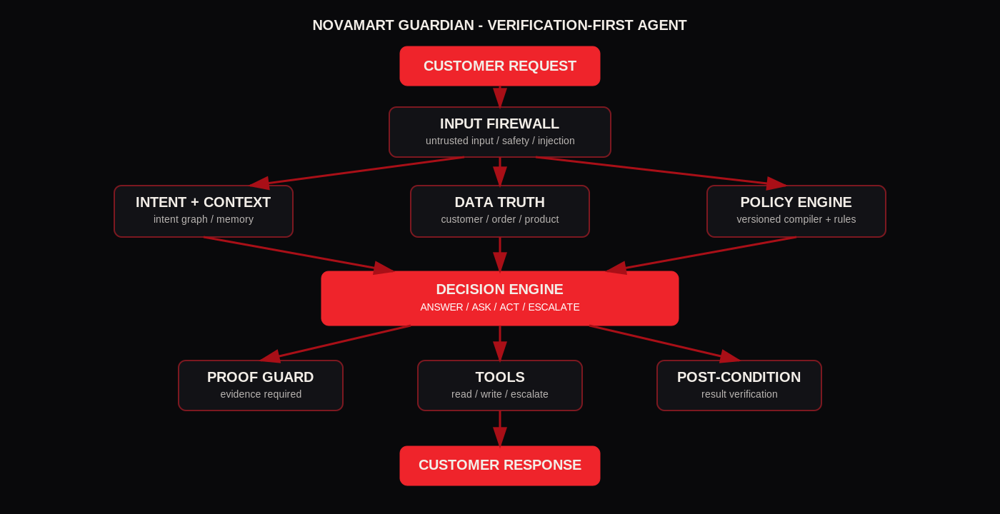 NOVAMART GUARDIAN - VERIFICATION-FIRST AGENT
CUSTOMER REQUEST
INPUT FIREWALL
untrusted input / safety / injection
INTENT + CONTEXT
intent graph / memory
DATA TRUTH
customer / order / product
POLICY ENGINE
versioned compiler + rules
DECISION ENGINE
ANSWER / ASK / ACT / ESCALATE
PROOF GUARD
evidence required
TOOLS
read / write / escalate
POST-CONDITION
result verification
CUSTOMER RESPONSE